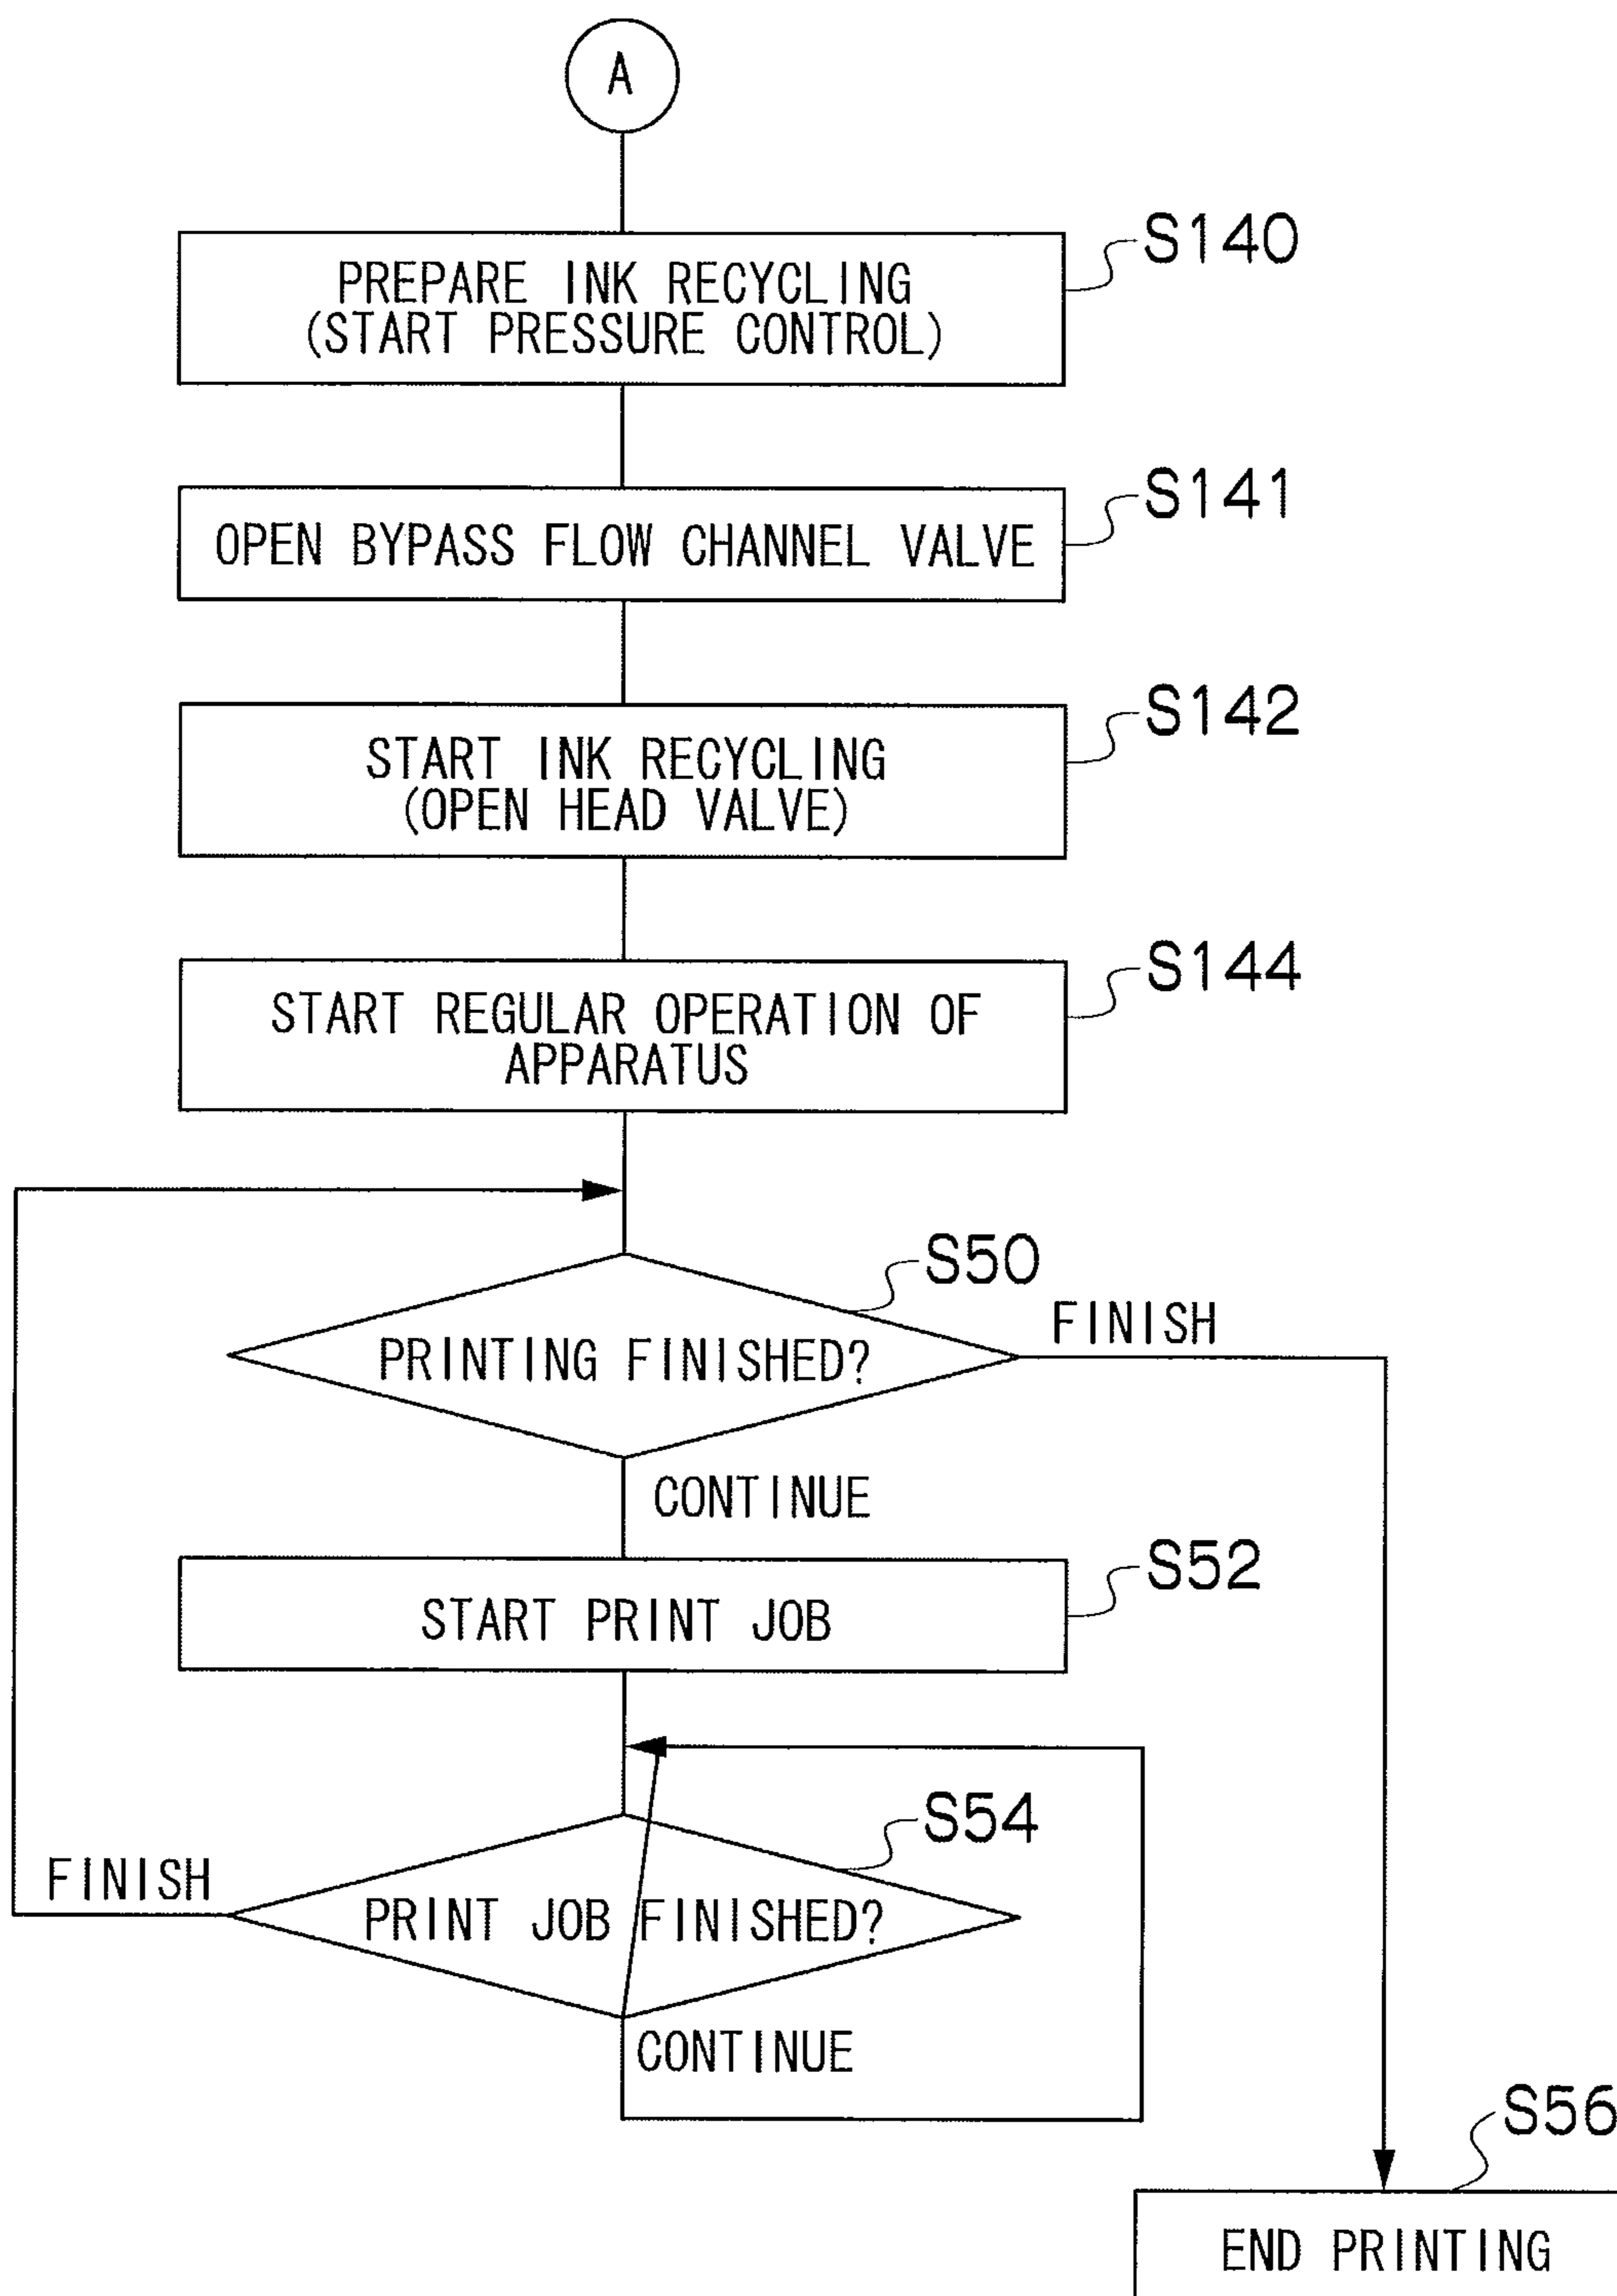 A
S140
PREPARE INK RECYCLING
(START PRESSURE CONTROL)
S141
OPEN BYPASS FLOW CHANNEL VALVE
S142
START INK RECYCLING
(OPEN HEAD VALVE)
S144
START REGULAR OPERATION OF
APPARATUS
S50
FINISH
PRINTING FINISHED?
CONTINUE
S52
START PRINT JOB
S54
FINISH
PRINT JOB FINISHED?
CONTINUE
S56
END PRINTING